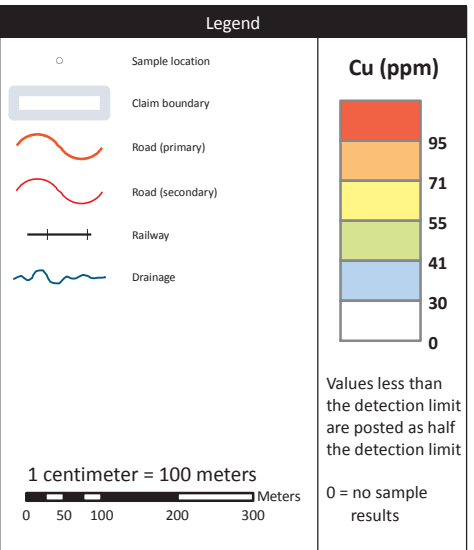 Legend
Sample location
Claim boundary
Road (primary)
Road (secondary)
Railway
Drainage
1 centimeter = 100 meters
Meters
0 50 100 200 300
Cu (ppm)
95
71
55
41
30
0
Values less than
the detection limit
are posted as half
the detection limit
0 = no sample
results